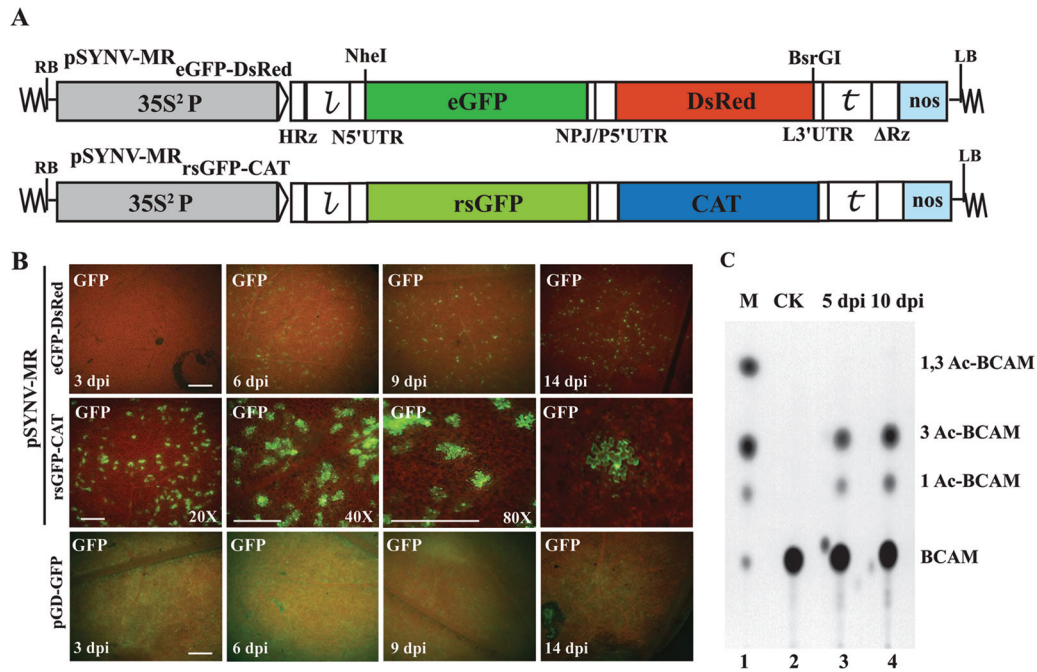 A
pSYNV-MR eGFP-DsRed
RB
NheI
BsrGI
LB
35S² P
l
eGFP
DsRed
t
nos
HRz
N5'UTR
NPJ/P5'UTR
L3'UTR
ΔRz
pSYNV-MR rsGFP-CAT
RB
LB
35S² P
l
rsGFP
CAT
t
nos
B
pSYNV-MR
eGFP-DsRed
GFP
3 dpi
GFP
6 dpi
GFP
9 dpi
GFP
14 dpi
rsGFP-CAT
GFP
20X
GFP
40X
GFP
80X
GFP
pGD-GFP
GFP
3 dpi
GFP
6 dpi
GFP
9 dpi
GFP
14 dpi
C
M CK 5 dpi 10 dpi
1,3 Ac-BCAM
3 Ac-BCAM
1 Ac-BCAM
BCAM
1 2 3 4